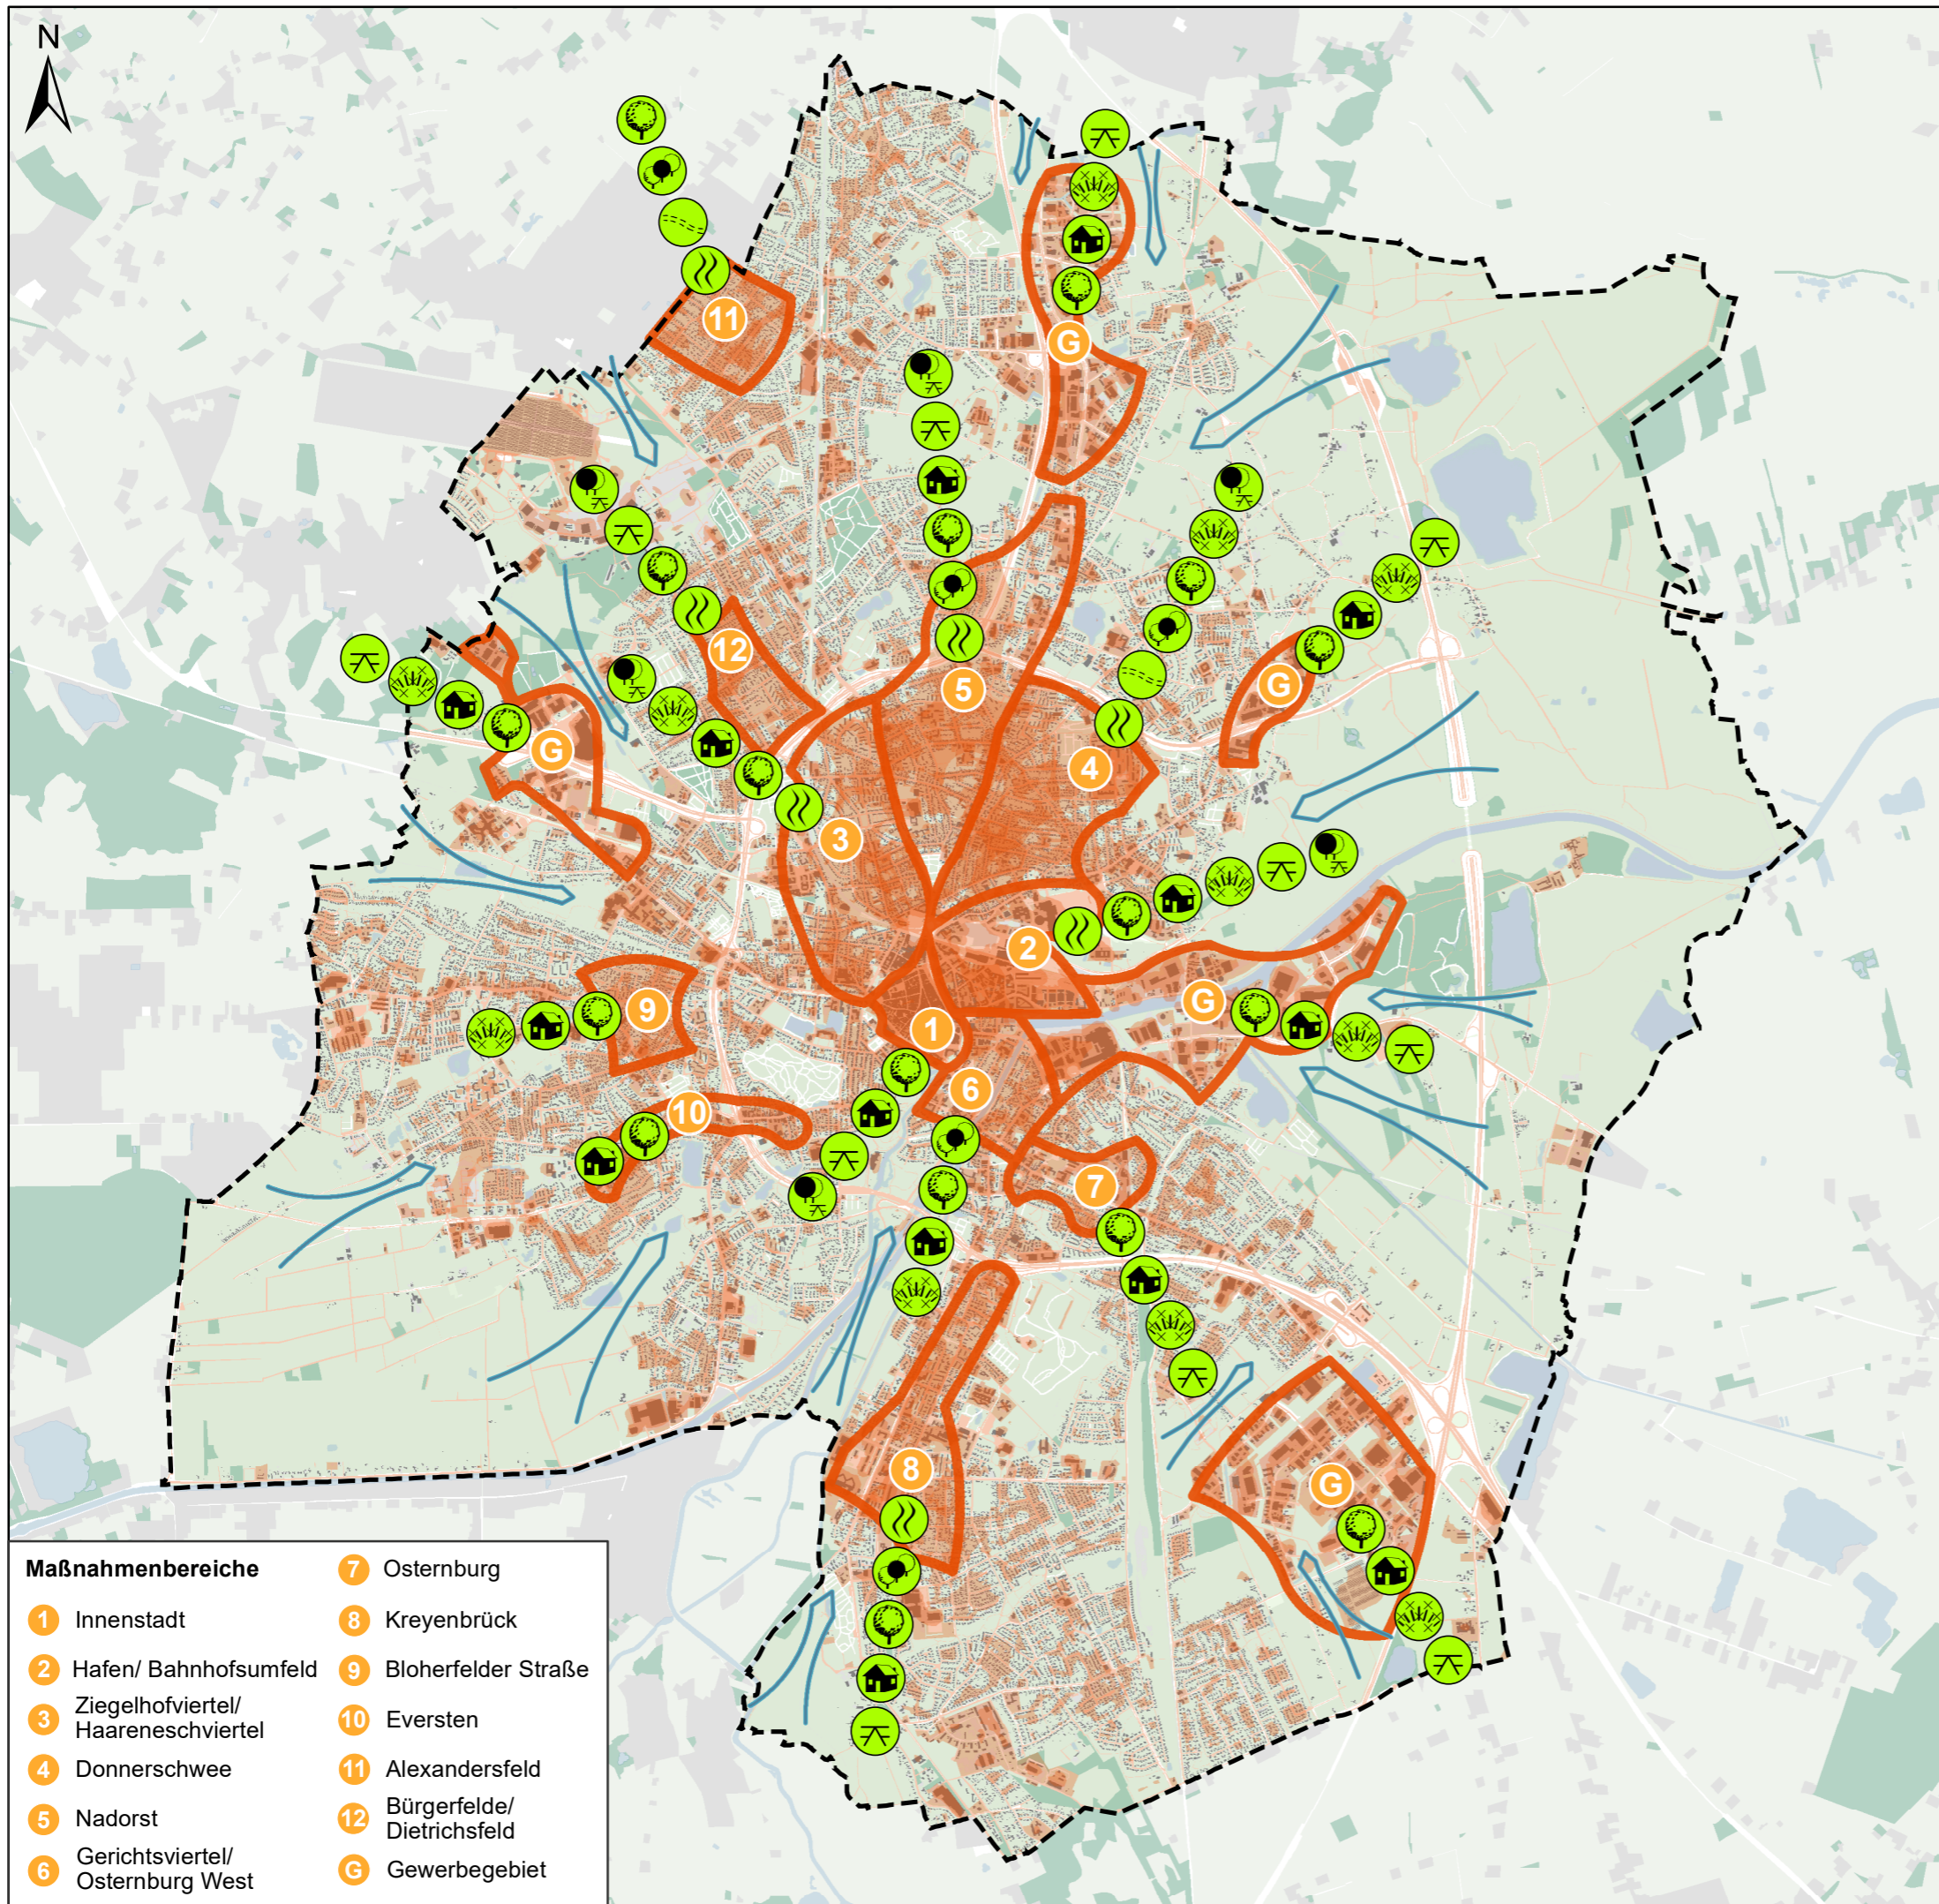 N
11
G
12
5
G
G
4
3
2
9
G
1
6
10
7
8
G
Maßnahmenbereiche
1 Innenstadt
2 Hafen/ Bahnhofsumfeld
3 Ziegelhofviertel/
Haareneschviertel
4 Donnerschwee
5 Nadorst
6 Gerichtsviertel/
Osternburg West
7 Osternburg
8 Kreyenbrück
9 Bloherfelder Straße
10 Eversten
11 Alexandersfeld
12 Bürgerfelde/
Dietrichsfeld
G Gewerbegebiet